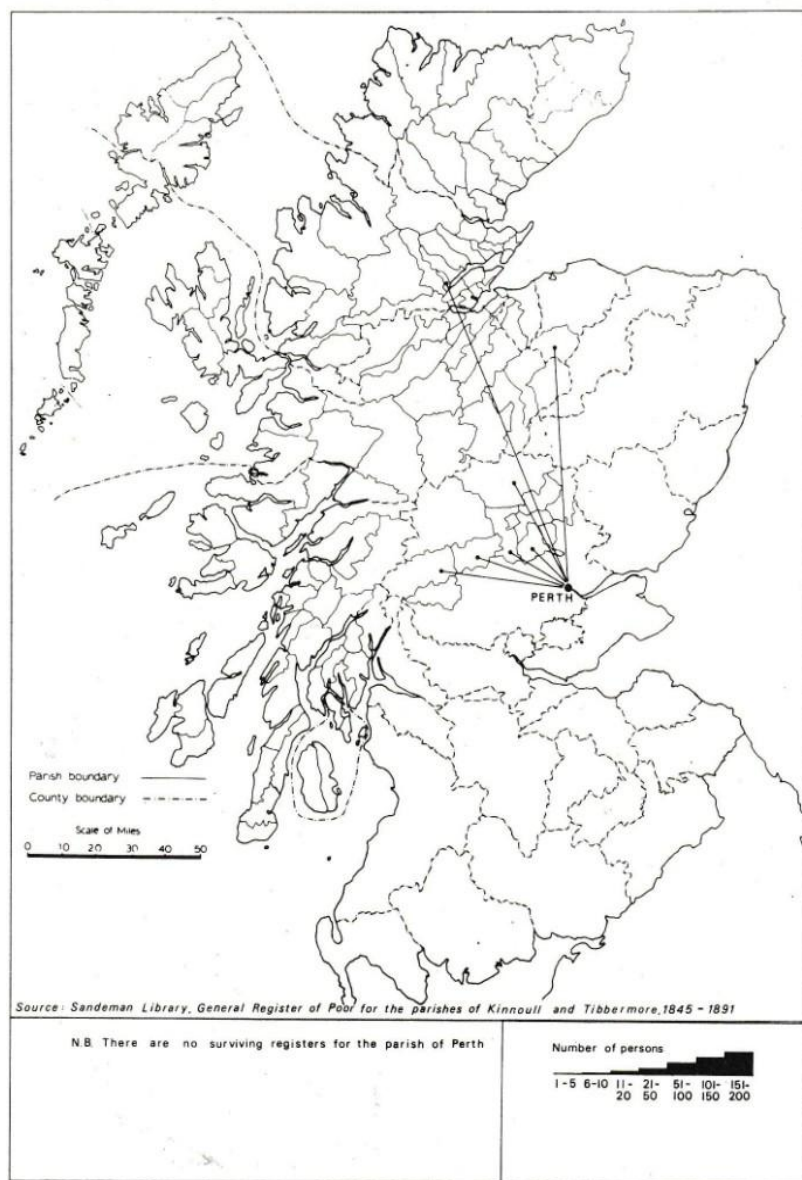 PERTH
Parish boundary
County boundary
Scale of Miles
0 10 20 30 40 50
Source: Sandeman Library, General Register of Poor for the parishes of Kinnoull and Tibbermore, 1845 - 1891
N.B. There are no surviving registers for the parish of Perth
Number of persons
1-5 6-10 11- 21- 51- 101- 151-
20 50 100 150 200